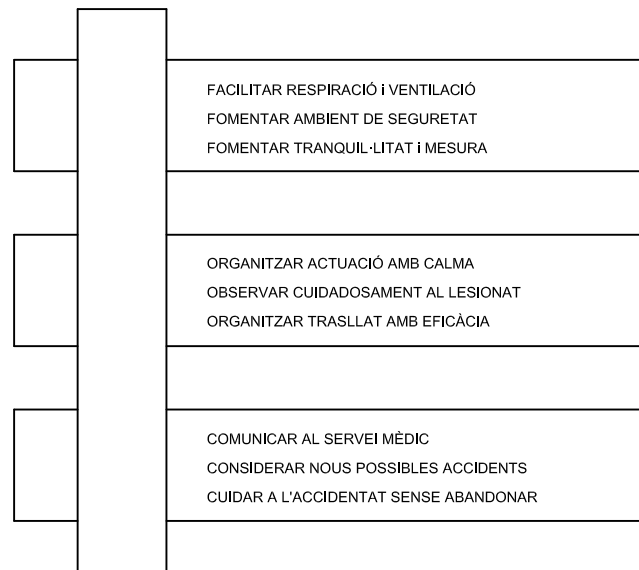 FACILITAR RESPIRACIÓ i VENTILACIÓ
FOMENTAR AMBIENT DE SEGURETAT
FOMENTAR TRANQUIL·LITAT i MESURA
ORGANITZAR ACTUACIÓ AMB CALMA
OBSERVAR CUIDADOSAMENT AL LESIONAT
ORGANITZAR TRASLLAT AMB EFICÀCIA
COMUNICAR AL SERVEI MÈDIC
CONSIDERAR NOUS POSSIBLES ACCIDENTS
CUIDAR A L'ACCIDENTAT SENSE ABANDONAR